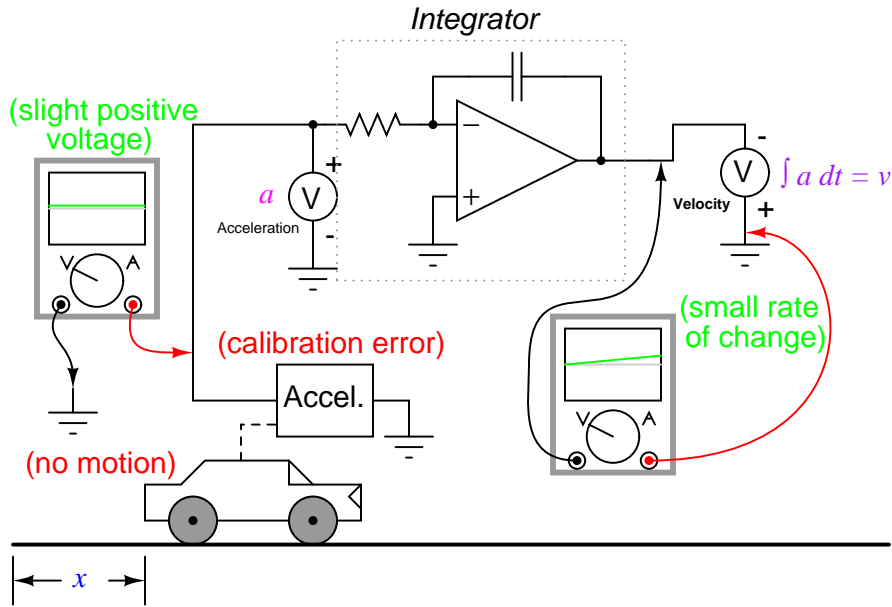 Integrator
(slight positive
voltage)
V A
a
Acceleration
+
V
-
−
+
-
V
+
Velocity
∫ a dt = v
(small rate
of change)
V A
(calibration error)
Accel.
(no motion)
x